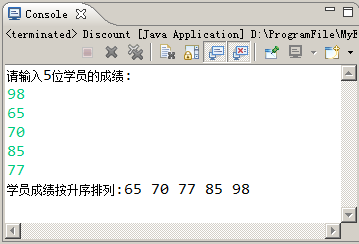 Console
<terminated> Discount [Java Application] D:\ProgramFile\MyE
请输入5位学员的成绩:
98
65
70
85
77
学员成绩按升序排列:65 70 77 85 98